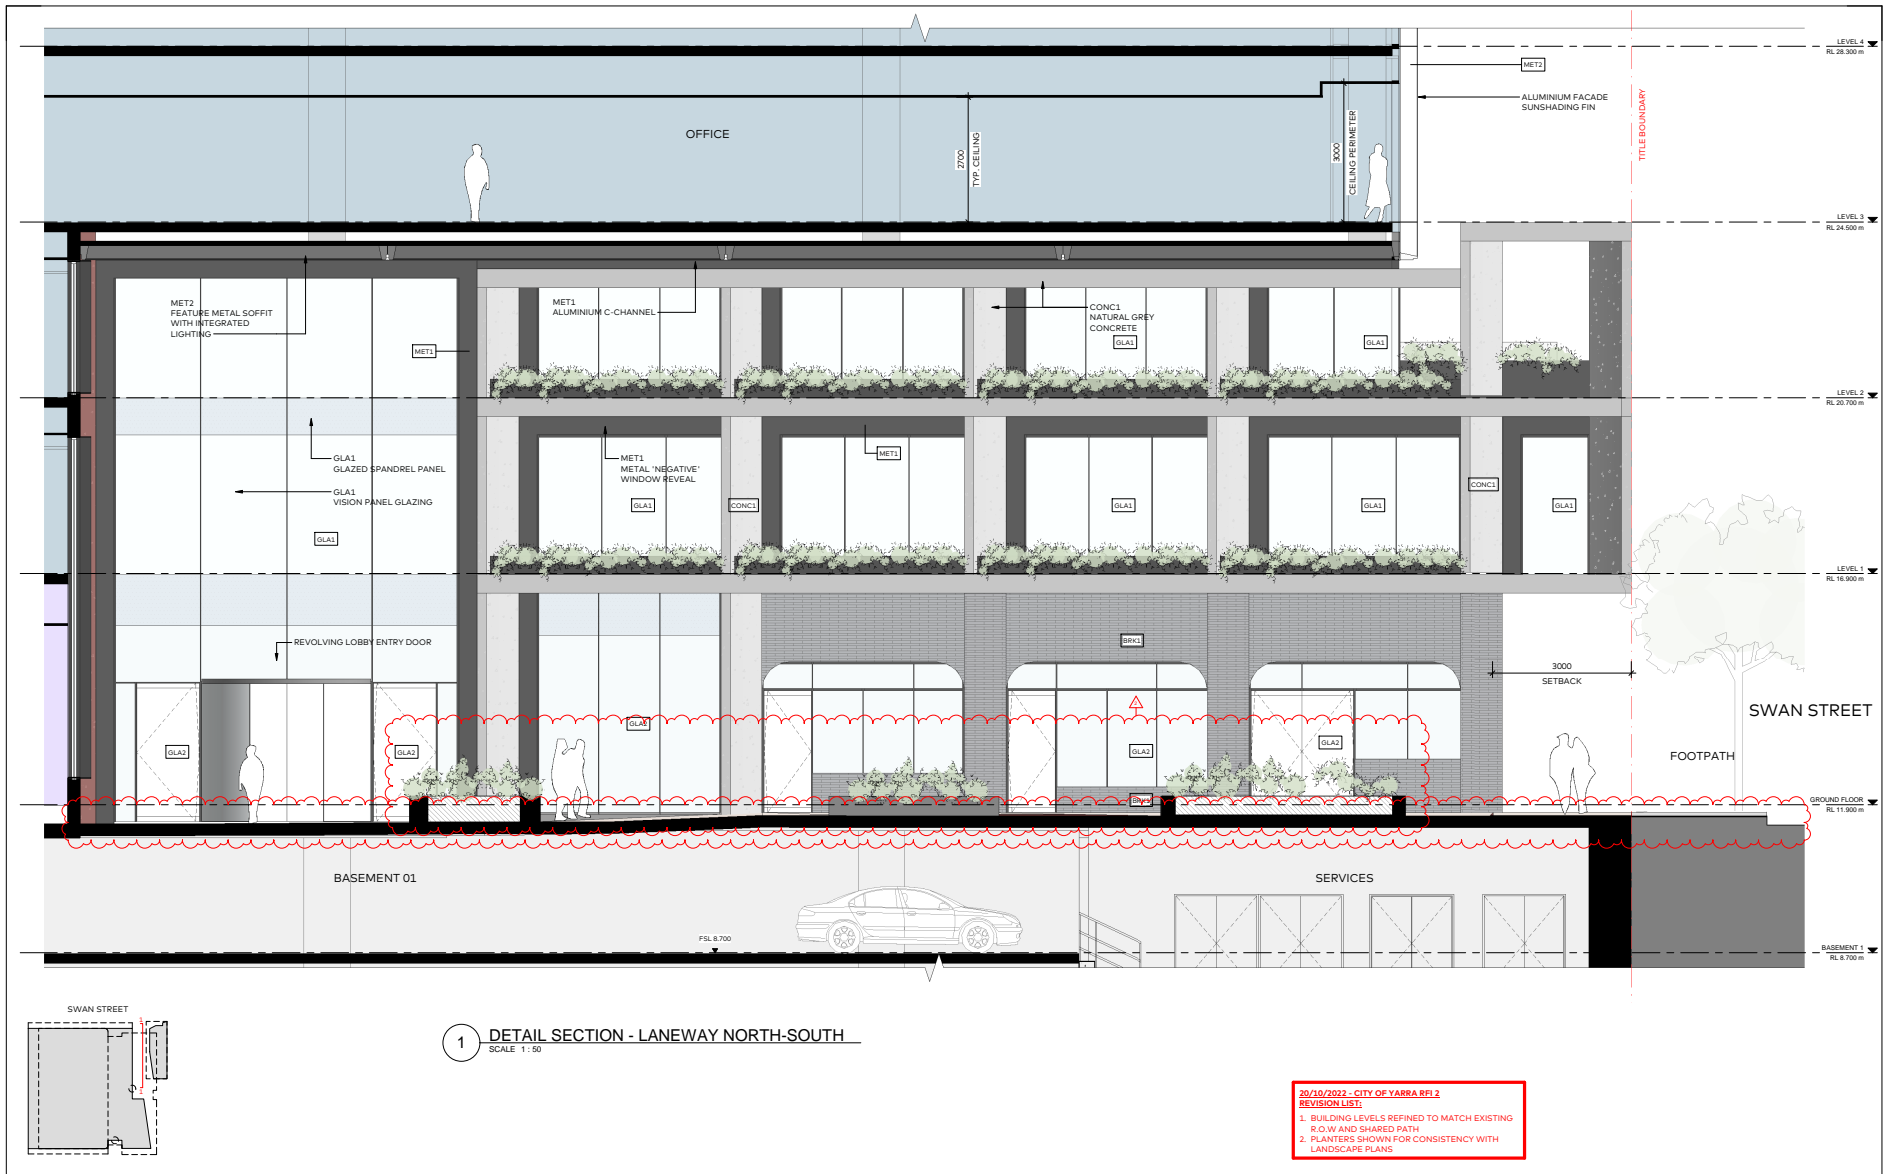 LEVEL 4
RL 28.300 m
MET2
ALUMINIUM FACADE
SUNSHADING FIN
TITLE BOUNDARY
OFFICE
2700
TYP. CEILING
3000
CEILING PERIMETER
LEVEL 3
RL 24.500 m
MET2
FEATURE METAL SOFFIT
WITH INTEGRATED
LIGHTING
MET1
ALUMINIUM C-CHANNEL
CONC1
NATURAL GREY
CONCRETE
GLA1
GLA1
MET1
LEVEL 2
RL 20.700 m
GLA1
GLAZED SPANDREL PANEL
GLA1
VISION PANEL GLAZING
GLA1
MET1
METAL 'NEGATIVE'
WINDOW REVEAL
MET1
GLA1
CONC1
GLA1
GLA1
CONC1
GLA1
LEVEL 1
RL 16.900 m
REVOLVING LOBBY ENTRY DOOR
BRK1
3000
SETBACK
SWAN STREET
GLA2
GLA2
GLA2
GLA2
GLA2
FOOTPATH
BRK1
GROUND FLOOR
RL 11.900 m
BASEMENT 01
SERVICES
FSL 8.700
BASEMENT 1
RL 8.700 m
SWAN STREET
1
1
1
DETAIL SECTION - LANEWAY NORTH-SOUTH
SCALE 1 : 50
20/10/2022 - CITY OF YARRA RFI 2
REVISION LIST:
1. BUILDING LEVELS REFINED TO MATCH EXISTING
R.O.W AND SHARED PATH
2. PLANTERS SHOWN FOR CONSISTENCY WITH
LANDSCAPE PLANS